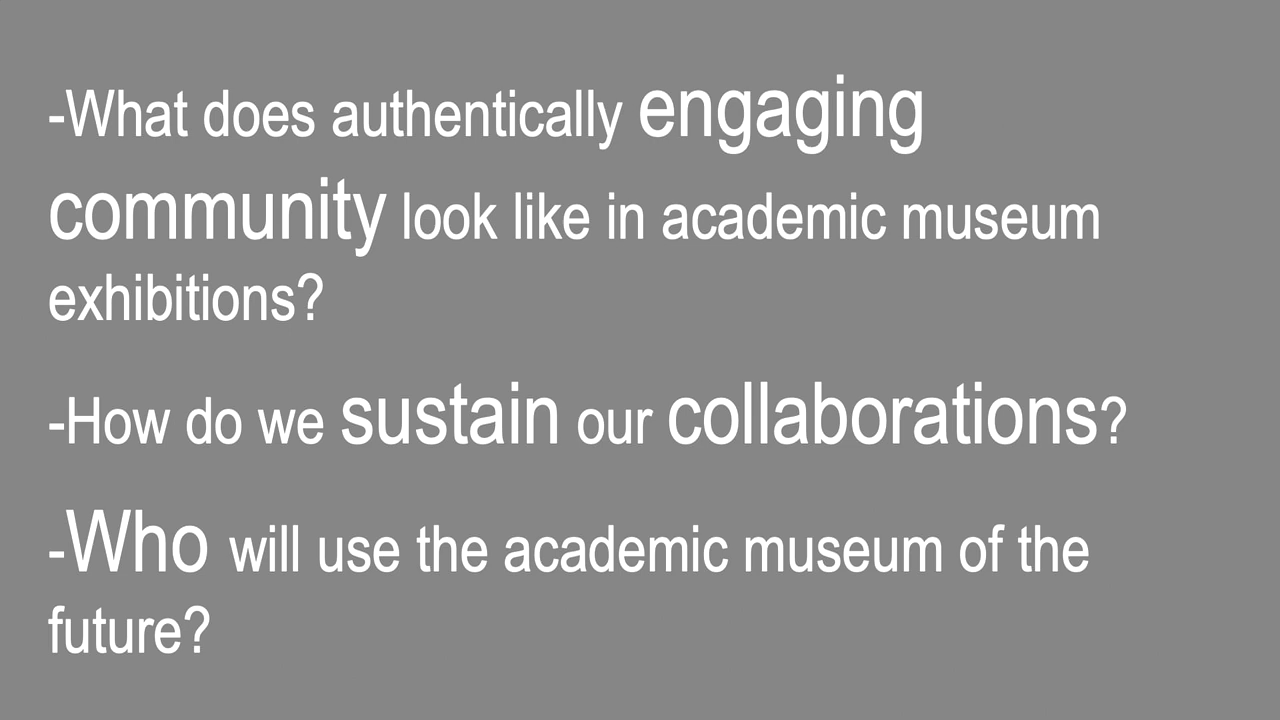 -What does authentically engaging
community look like in academic museum
exhibitions?
-How do we sustain our collaborations?
-Who will use the academic museum of the
future?